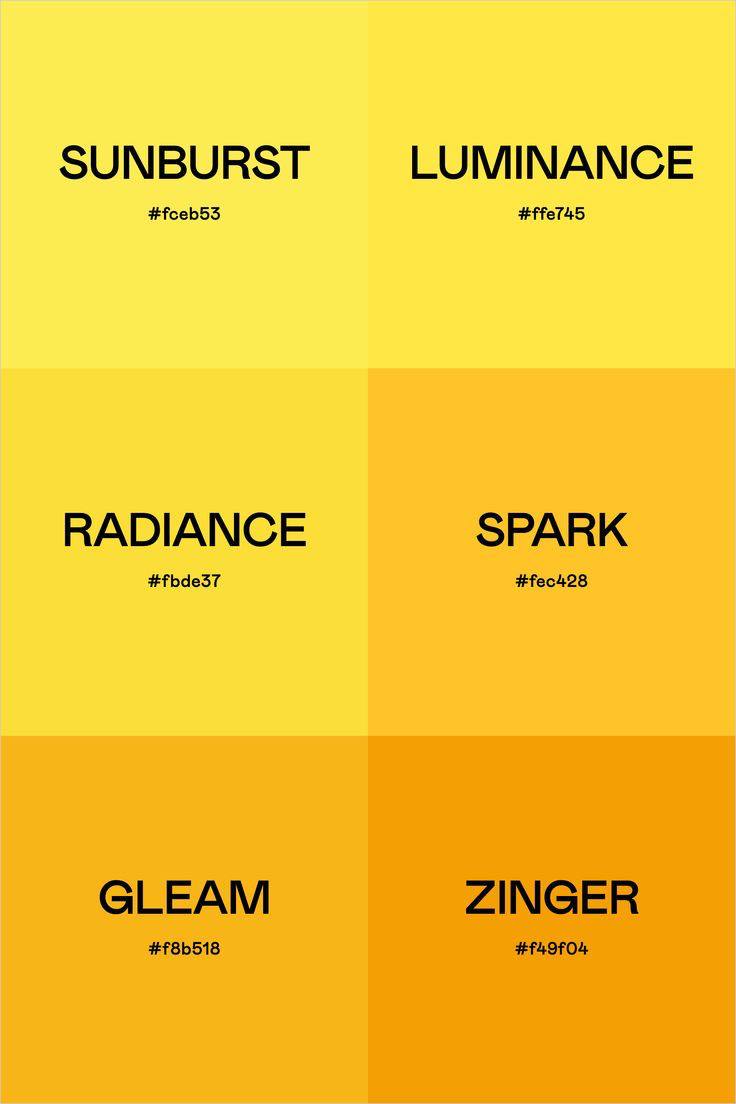 SUNBURST
#fceb53
LUMINANCE
#ffe745
RADIANCE
#fbde37
SPARK
#fec428
GLEAM
#f8b518
ZINGER
#f49f04